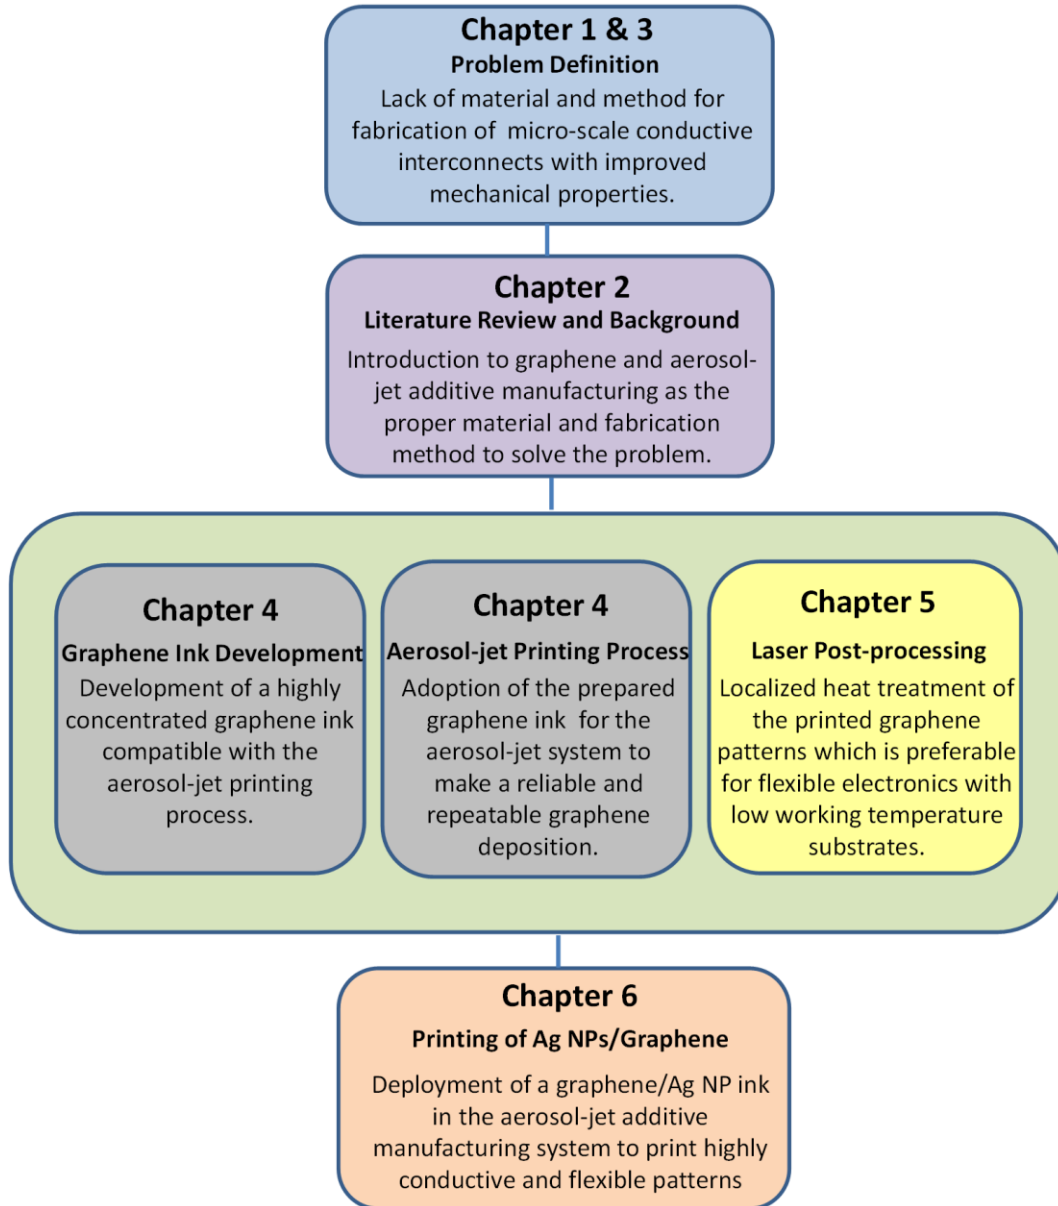 Chapter 1 & 3
Problem Definition
Lack of material and method for
fabrication of micro-scale conductive
interconnects with improved
mechanical properties.
Chapter 2
Literature Review and Background
Introduction to graphene and aerosol-
jet additive manufacturing as the
proper material and fabrication
method to solve the problem.
Chapter 4
Graphene Ink Development
Development of a highly
concentrated graphene ink
compatible with the
aerosol-jet printing
process.
Chapter 4
Aerosol-jet Printing Process
Adoption of the prepared
graphene ink for the
aerosol-jet system to
make a reliable and
repeatable graphene
deposition.
Chapter 5
Laser Post-processing
Localized heat treatment of
the printed graphene
patterns which is preferable
for flexible electronics with
low working temperature
substrates.
Chapter 6
Printing of Ag NPs/Graphene
Deployment of a graphene/Ag NP ink
in the aerosol-jet additive
manufacturing system to print highly
conductive and flexible patterns